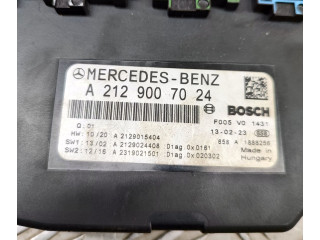 MERCEDES-BENZ
A 212 900 70 24
BOSCH
Q:01
F005 V0 1431
HW: 10/20 A 2129015404
13-02-23
SW1: 13/02 A 2129024408 Diag 0x0161
SW2: 12/16 A 2319021501 Diag 0x020302
Made in
Hungary